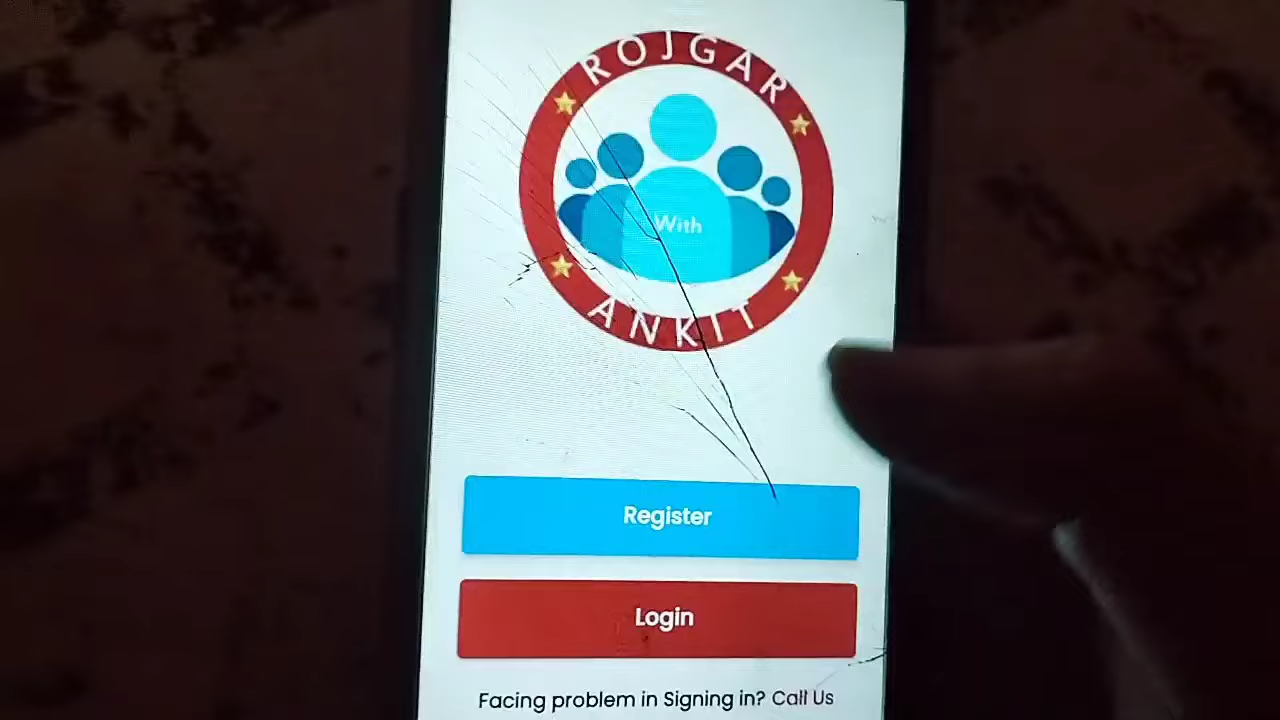 ROJGAR
With
ANKIT
Register
Login
Facing problem in Signing in? Call Us